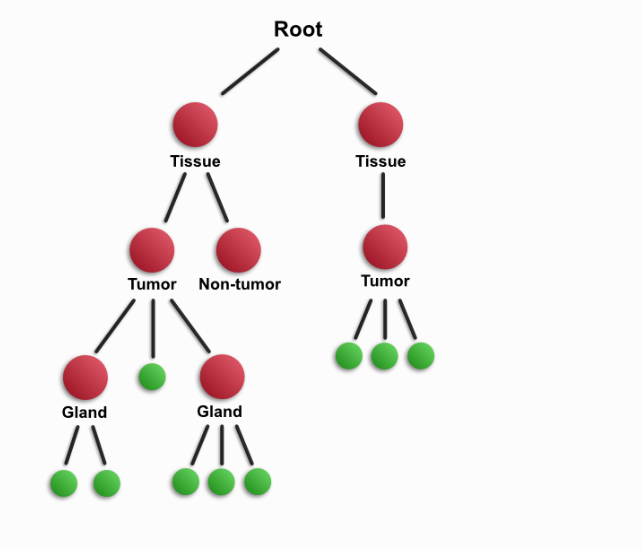 Root
Tissue
Tissue
Tumor
Non-tumor
Tumor
Gland
Gland